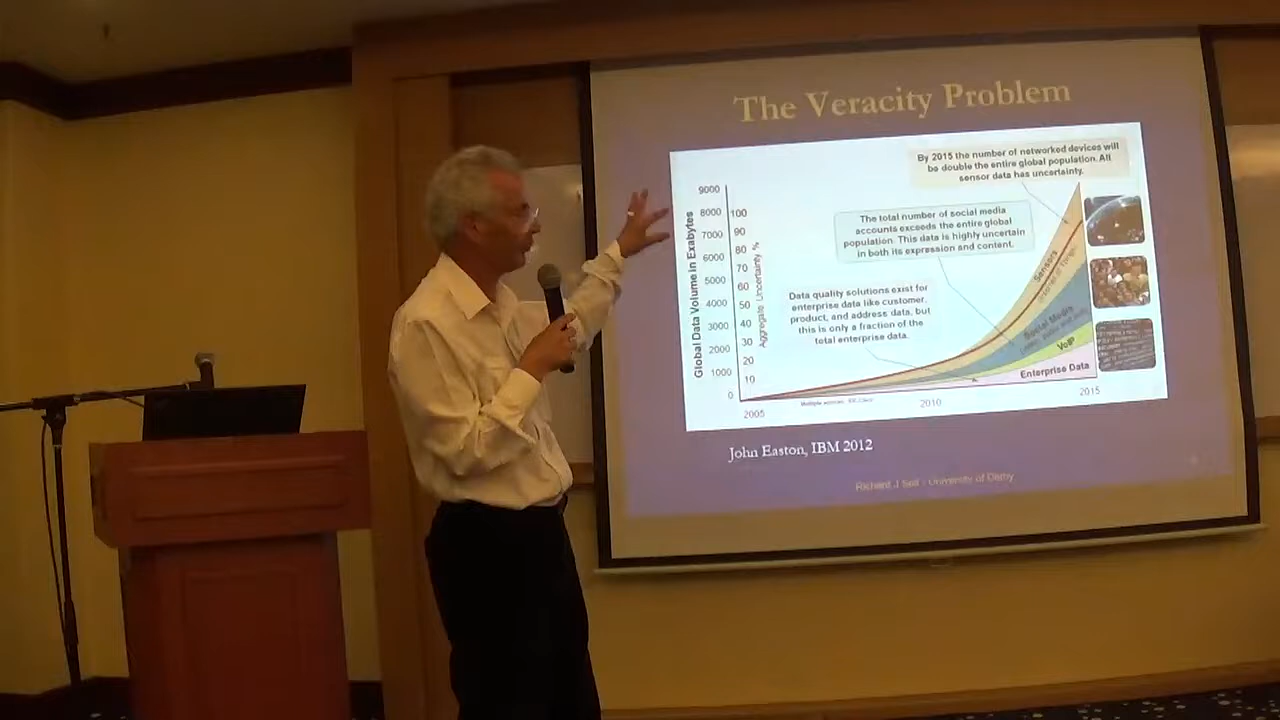 The Veracity Problem
By 2015 the number of networked devices will
be double the entire global population. All
sensor data has uncertainty.
The total number of social media
accounts exceeds the entire global
population. This data is highly uncertain
in both its expression and content.
Data quality solutions exist for
enterprise data like customer,
product, and address data, but
this is only a fraction of the
total enterprise data.
Global Data Volume in Exabytes
9000
8000
7000
6000
5000
4000
3000
2000
1000
0
Aggregate Uncertainty %
100
90
80
70
60
50
40
30
20
10
Sensors
Social Media
VoIP
Enterprise Data
2005
2010
2015
John Easton, IBM 2012
Richard J Self - University of Derby